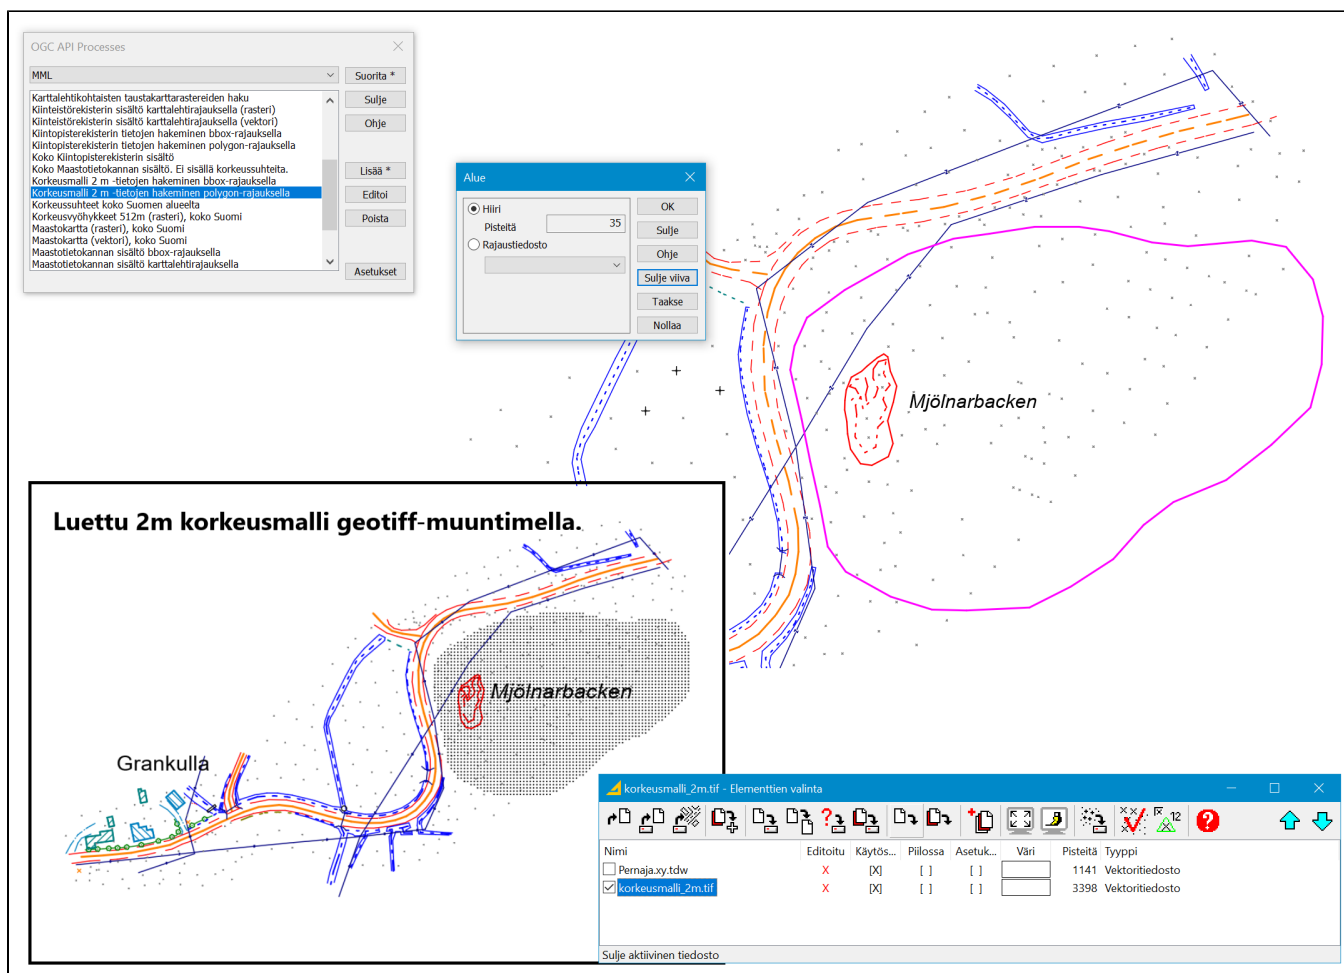 OGC API Processes
MML
Suorita *
Karttalehtikohtaisten taustakarttarastereiden haku
Kiinteistörekisterin sisältö karttalehtirajauksella (rasteri)
Kiinteistörekisterin sisältö karttalehtirajauksella (vektori)
Kiintopisterekisterin tietojen hakeminen bbox-rajauksella
Kiintopisterekisterin tietojen hakeminen polygon-rajauksella
Koko Kiintopisterekisterin sisältö
Koko Maastotietokannan sisältö. Ei sisällä korkeussuhteita.
Korkeusmalli 2 m -tietojen hakeminen bbox-rajauksella
Korkeusmalli 2 m -tietojen hakeminen polygon-rajauksella
Korkeussuhteet koko Suomen alueelta
Korkeusvyöhykkeet 512m (rasteri), koko Suomi
Maastokartta (rasteri), koko Suomi
Maastokartta (vektori), koko Suomi
Maastotietokannan sisältö bbox-rajauksella
Maastotietokannan sisältö karttalehtirajauksella
Sulje
Ohje
Lisää *
Editoi
Poista
Asetukset
Alue
Hiiri
Pisteitä 35
Rajaustiedosto
OK
Sulje
Ohje
Sulje viiva
Taakse
Nollaa
Mjölnarbacken
Luettu 2m korkeusmalli geotiff-muuntimella.
Mjölnarbacken
Grankulla
korkeusmalli_2m.tif - Elementtien valinta
12
Nimi Editoitu Käytös... Piilossa Asetuk... Väri Pisteitä Tyyppi
Pernaja.xy.tdw X [X] [ ] [ ] 1141 Vektoritiedosto
korkeusmalli_2m.tif X [X] [ ] [ ] 3398 Vektoritiedosto
Sulje aktiivinen tiedosto